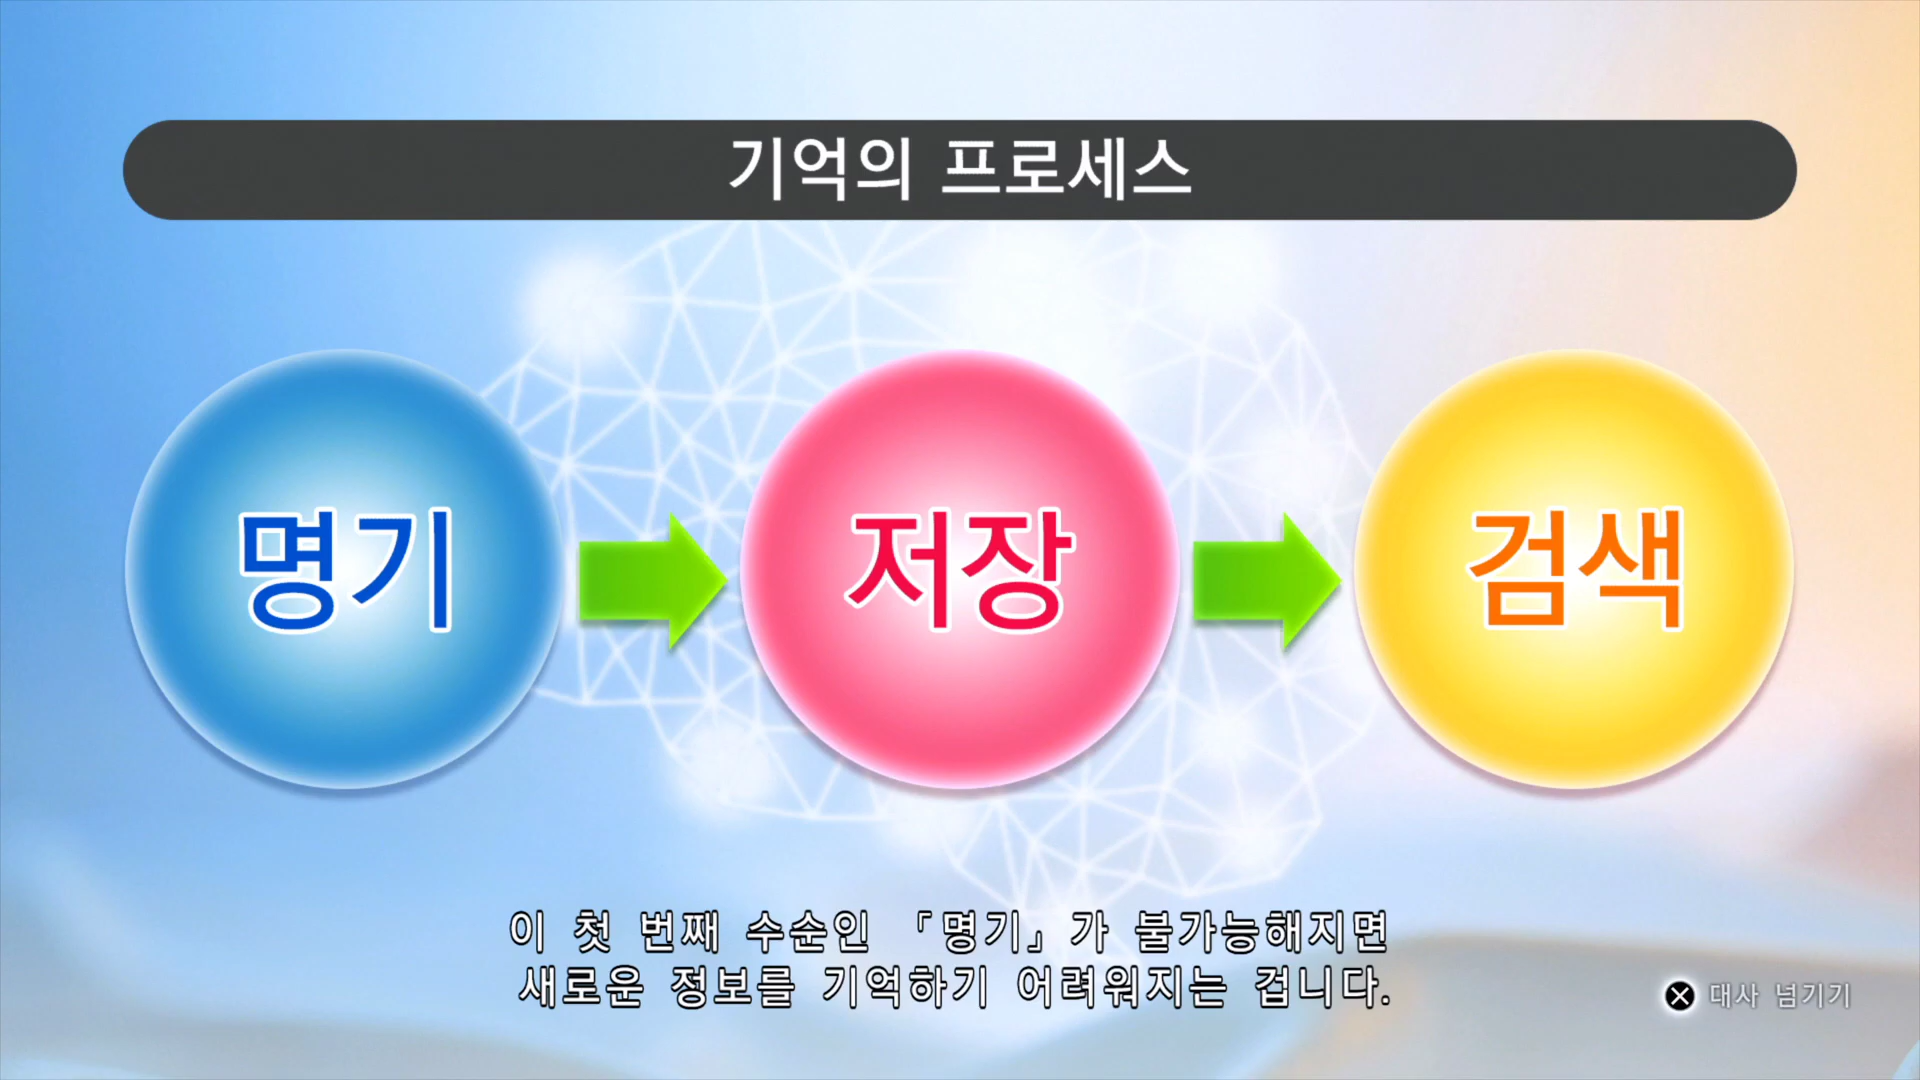 기억의 프로세스
명기
저장
검색
이 첫 번째 수순인 「명기」가 불가능해지면
새로운 정보를 기억하기 어려워지는 겁니다.
대사 넘기기